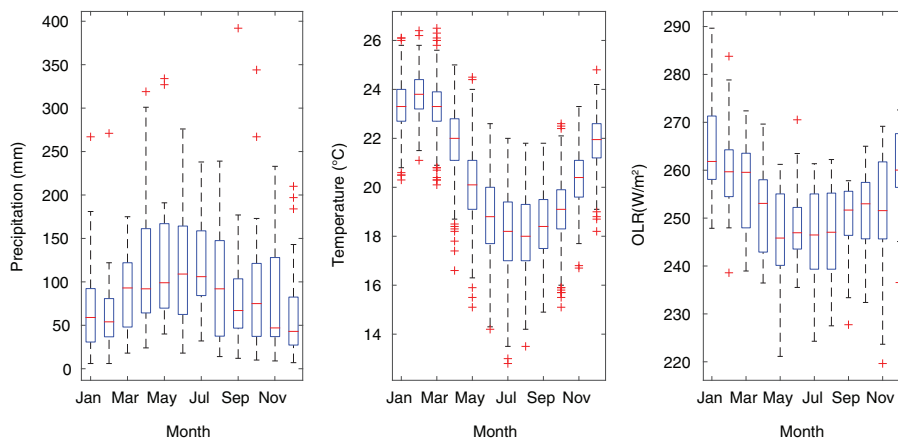 400
350
300
250
200
150
100
50
0
Precipitation (mm)
Jan Mar May Jul Sep Nov
Month
26
24
22
20
18
16
14
Temperature (°C)
Jan Mar May Jul Sep Nov
Month
290
280
270
260
250
240
230
220
OLR(W/m²)
Jan Mar May Jul Sep Nov
Month